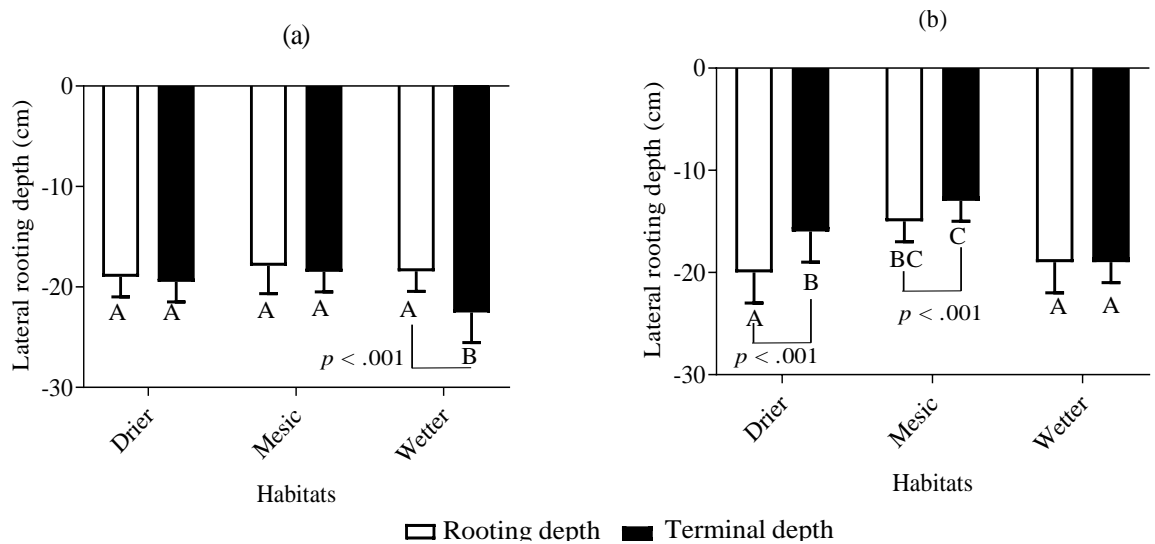 (a)
0
-10
-20
-30
Lateral rooting depth (cm)
A
A
A
A
A
B
p < .001
Drier
Mesic
Wetter
Habitats
(b)
0
-10
-20
-30
Lateral rooting depth (cm)
A
B
BC
C
A
A
p < .001
p < .001
Drier
Mesic
Wetter
Habitats
Rooting depth
Terminal depth